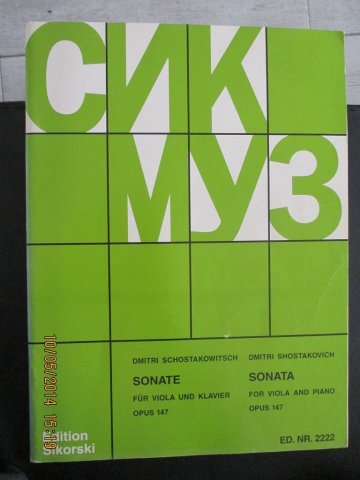 СИК
МУЗ
DMITRI SCHOSTAKOWITSCH
SONATE
FÜR VIOLA UND KLAVIER
OPUS 147
DMITRI SHOSTAKOVICH
SONATA
FOR VIOLA AND PIANO
OPUS 147
Edition
Sikorski
ED. NR. 2222
10/05/2014 15:19